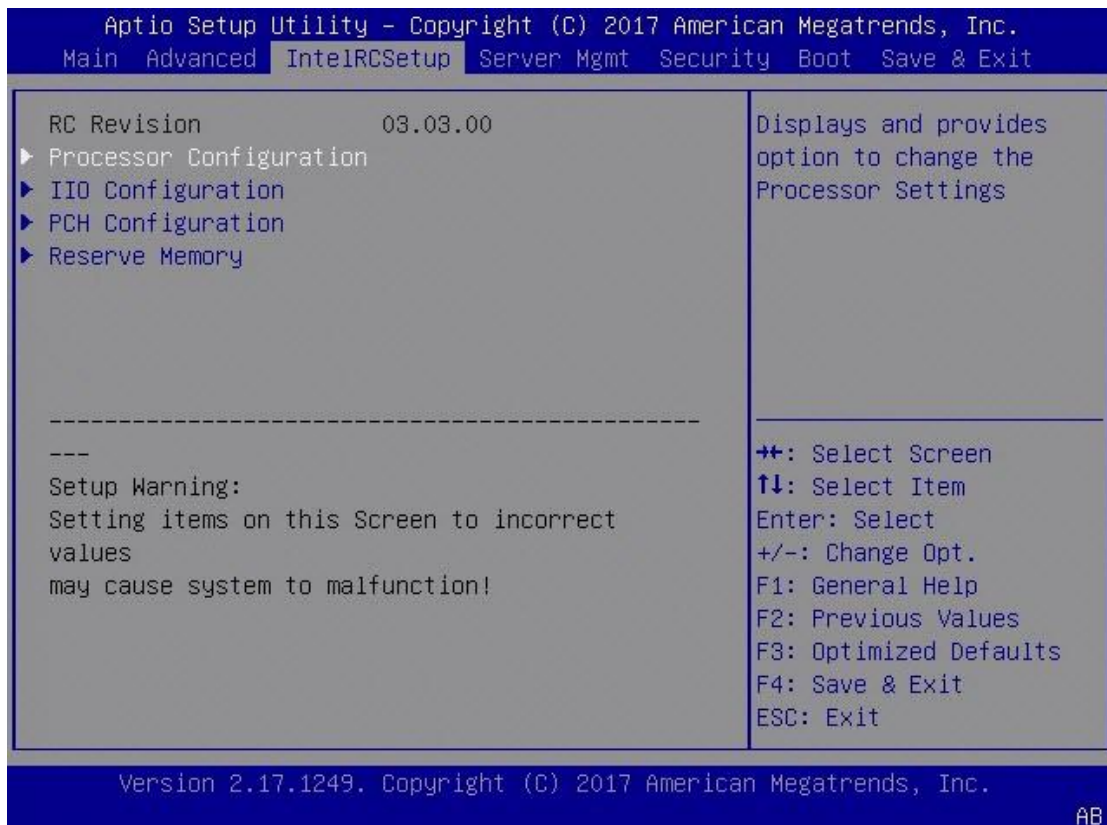 Aptio Setup Utility – Copyright (C) 2017 American Megatrends, Inc.
Main Advanced IntelRCSetup Server Mgmt Security Boot Save & Exit
RC Revision 03.03.00
▶ Processor Configuration
▶ IIO Configuration
▶ PCH Configuration
▶ Reserve Memory
-----------------------------------------------
---
Setup Warning:
Setting items on this Screen to incorrect
values
may cause system to malfunction!
Displays and provides
option to change the
Processor Settings
→←: Select Screen
↑↓: Select Item
Enter: Select
+/-: Change Opt.
F1: General Help
F2: Previous Values
F3: Optimized Defaults
F4: Save & Exit
ESC: Exit
Version 2.17.1249. Copyright (C) 2017 American Megatrends, Inc.
AB